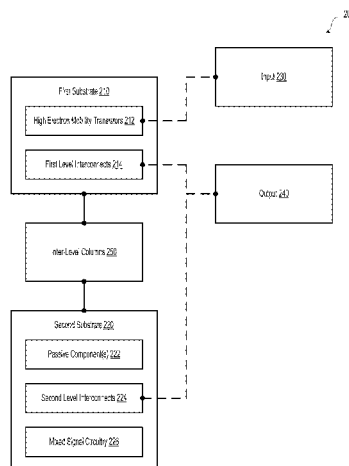 First Substrate 210
High Electron Mobility Transistors 212
First Level Interconnects 214
Inter-Level Columns 250
Second Substrate 220
Passive Component(s) 222
Second Level Interconnects 224
Mixed Signal Circuitry 226
Input 230
Output 240